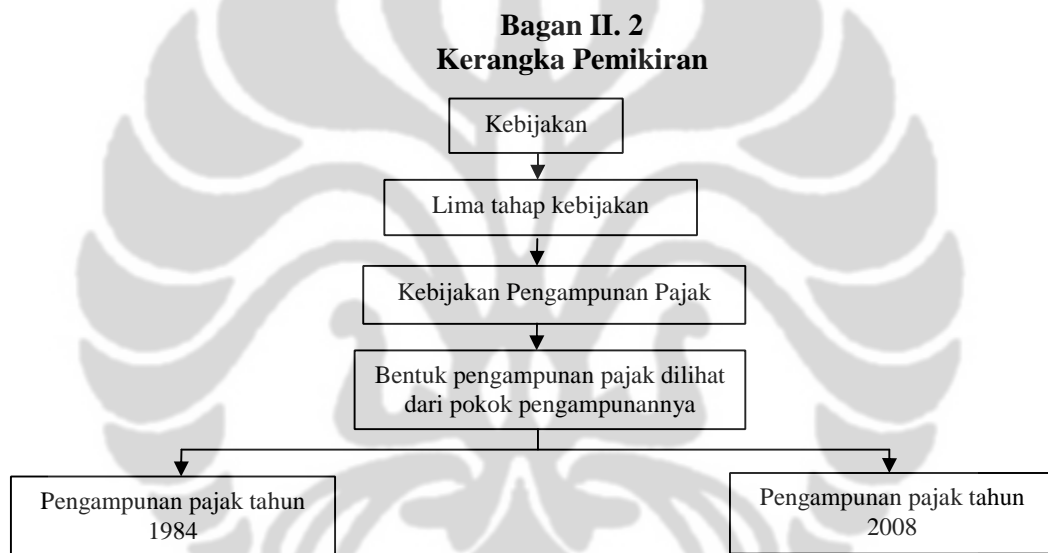 Bagan II. 2
Kerangka Pemikiran
Kebijakan
Lima tahap kebijakan
Kebijakan Pengampunan Pajak
Bentuk pengampunan pajak dilihat
dari pokok pengampunannya
Pengampunan pajak tahun
1984
Pengampunan pajak tahun
2008